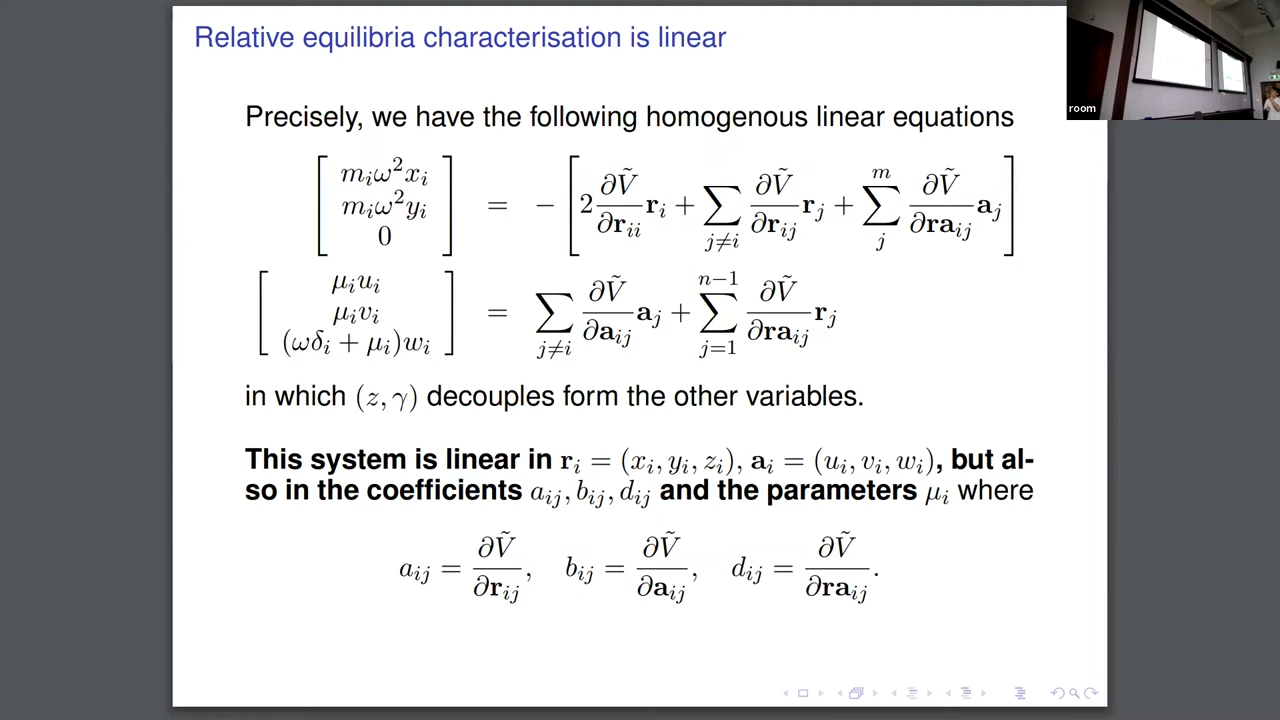 Relative equilibria characterisation is linear
room
Precisely, we have the following homogenous linear equations
[ m_i ω² x_i ; m_i ω² y_i ; 0 ] = − [ 2 ∂Ṽ/∂r_ii r_i + ∑_{j≠i} ∂Ṽ/∂r_ij r_j + ∑_j^m ∂Ṽ/∂ra_ij a_j ]
[ μ_i u_i ; μ_i v_i ; (ωδ_i + μ_i)w_i ] = ∑_{j≠i} ∂Ṽ/∂a_ij a_j + ∑_{j=1}^{n−1} ∂Ṽ/∂ra_ij r_j
in which (z, γ) decouples form the other variables.
This system is linear in r_i = (x_i, y_i, z_i), a_i = (u_i, v_i, w_i), but al-
so in the coefficients a_ij, b_ij, d_ij and the parameters μ_i where
a_ij = ∂Ṽ/∂r_ij, b_ij = ∂Ṽ/∂a_ij, d_ij = ∂Ṽ/∂ra_ij.